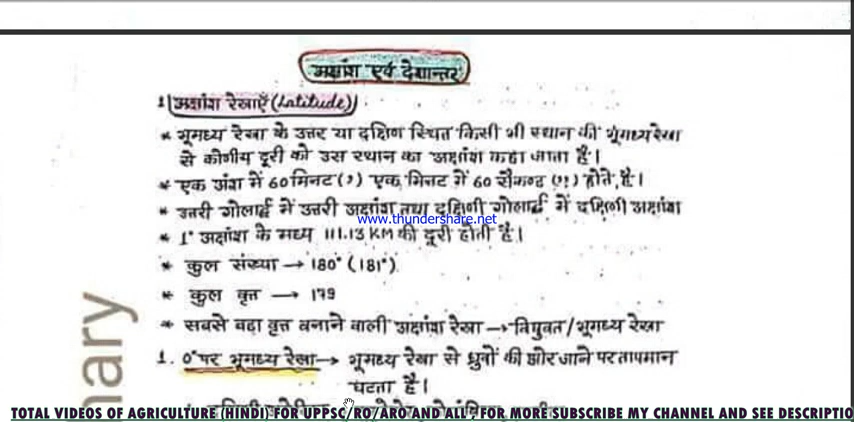 अक्षांश एवं देशान्तर
1 अक्षांश रेखाएँ (Latitude)
* भूमध्य रेखा के उत्तर या दक्षिण स्थित किसी भी स्थान की भूमध्य रेखा
से कोणीय दूरी को उस स्थान का अक्षांश कहा जाता है।
* एक अंश में 60 मिनट (') एक मिनट में 60 सैकण्ड ('') होते है।
* उत्तरी गोलार्द्ध में उत्तरी अक्षांश तथा दक्षिणी गोलार्द्ध में दक्षिणी अक्षांश
www.thundershare.net
* 1° अक्षांश के मध्य 111.13 KM की दूरी होती है।
* कुल संख्या → 180° (181°)
* कुल वृत्त → 179
* सबसे बड़ा वृत्त बनाने वाली अक्षांश रेखा → विषुवत/भूमध्य रेखा
1. 0° पर भूमध्य रेखा → भूमध्य रेखा से ध्रुवों की ओर जाने पर तापमान
घटता है।
nary
TOTAL VIDEOS OF AGRICULTURE (HINDI) FOR UPPSC/RO/ARO AND ALL , FOR MORE SUBSCRIBE MY CHANNEL AND SEE DESCRIPTIO